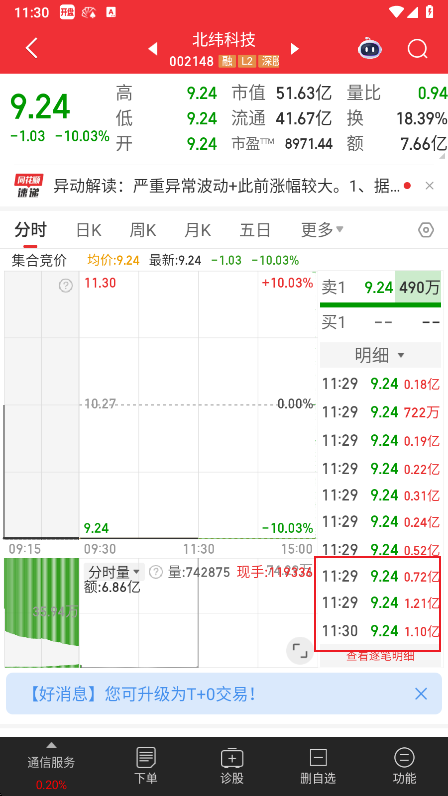 11:30
北纬科技
002148 融 L2 深股
9.24
-1.03 -10.03%
高 9.24 市值 51.63亿 量比 0.94
低 9.24 流通 41.67亿 换 18.39%
开 9.24 市盈™ 8971.44 额 7.66亿
同花顺 速递 异动解读：严重异常波动+此前涨幅较大。1、据...
分时 日K 周K 月K 五日 更多
集合竞价 均价:9.24 最新:9.24 -1.03 -10.03%
11.30 +10.03%
10.27 0.00%
9.24 -10.03%
09:15 09:30 11:30 15:00
卖1 9.24 490万
买1 -- --
明细
11:29 9.24 0.18亿
11:29 9.24 722万
11:29 9.24 0.19亿
11:29 9.24 0.22亿
11:29 9.24 0.31亿
11:29 9.24 0.24亿
11:29 9.24 0.52亿
11:29 9.24 0.72亿
11:29 9.24 1.21亿
11:30 9.24 1.10亿
查看逐笔明细
分时量 量:742875 现手:119336
额:6.86亿
【好消息】您可升级为T+0交易！
通信服务
0.20%
下单
诊股
删自选
功能